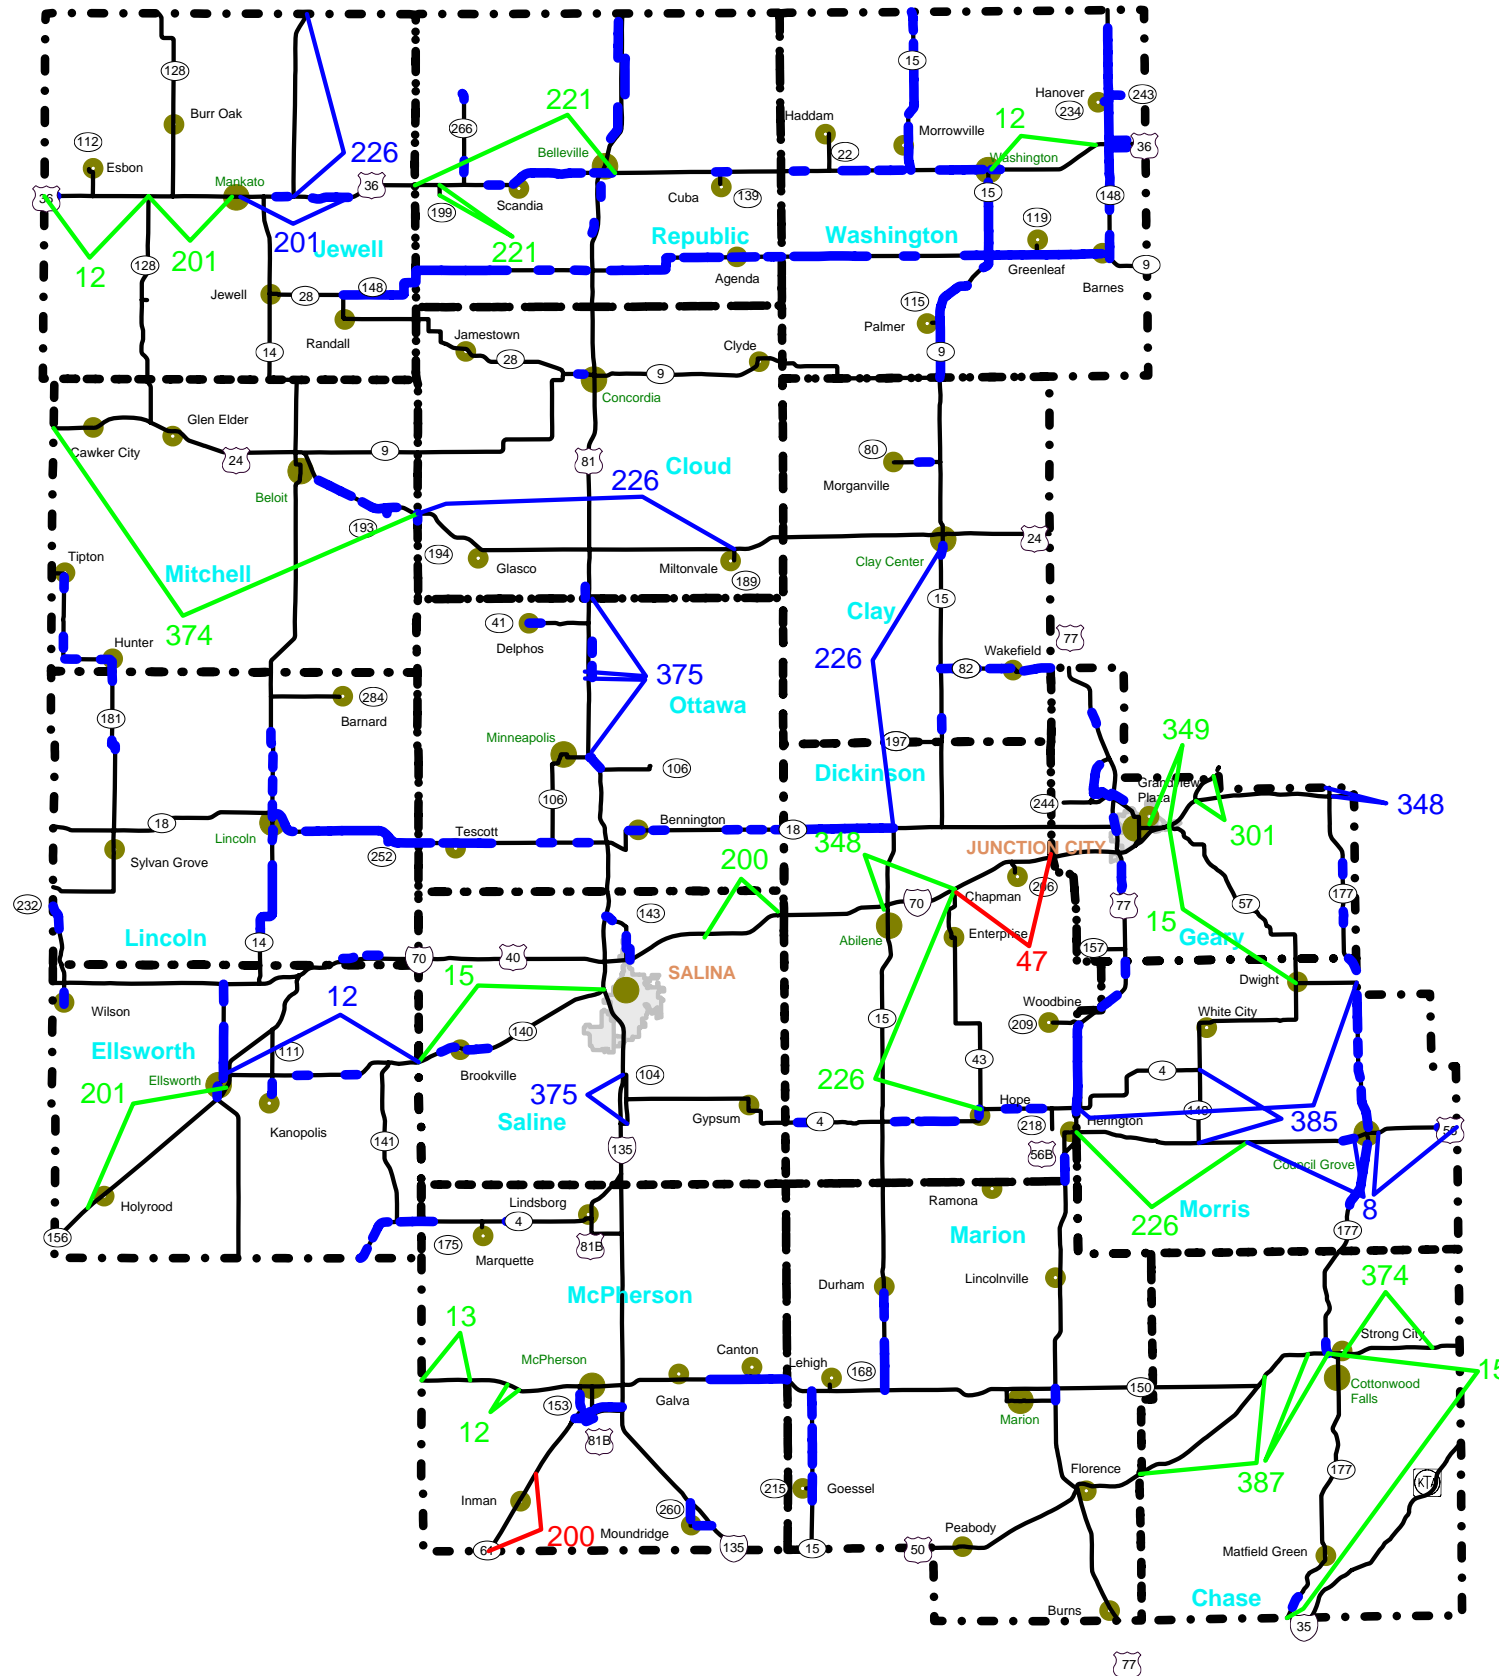 128
15
Burr Oak
112
Esbon
226
266
221
Belleville
Haddam
22
Morrowville
12
Hanover
234
243
36
Washington
36
Mankato
36
201
Jewell
199
Scandia
221
Cuba
139
15
119
148
Republic
Washington
12
201
128
Agenda
Greenleaf
9
Barnes
Jewell
28
148
Randall
14
Jamestown
28
Clyde
9
115
Palmer
9
Concordia
Cawker City
Glen Elder
24
9
Beloit
81
Cloud
226
80
Morganville
193
194
Glasco
Miltonvale
189
Clay Center
24
Tipton
Mitchell
374
Hunter
41
Delphos
15
Clay
226
77
82
Wakefield
375
Ottawa
284
Barnard
181
Minneapolis
106
106
197
Dickinson
349
Grandview
Plaza
244
348
301
18
Lincoln
Sylvan Grove
252
Tescott
Bennington
18
348
JUNCTION CITY
200
206
Chapman
177
57
232
Lincoln
14
143
70
Abilene
Enterprise
47
77
157
15
Geary
70
40
SALINA
15
Dwight
Wilson
12
140
15
Woodbine
209
White City
Ellsworth
111
Ellsworth
Brookville
201
Kanopolis
375
104
Saline
Gypsum
226
43
4
4
Hope
218
149
Herington
385
56
141
135
56B
Council Grove
Holyrood
156
Lindsborg
4
175
Marquette
81B
Ramona
Marion
226
Morris
8
177
Durham
Lincolnville
McPherson
374
13
McPherson
Canton
Lehigh
168
Strong City
15
12
153
Galva
81B
Marion
150
Cottonwood
Falls
Inman
200
260
Moundridge
135
215
Goessel
15
Florence
387
177
KTA
50
Peabody
Matfield Green
Burns
Chase
35
77